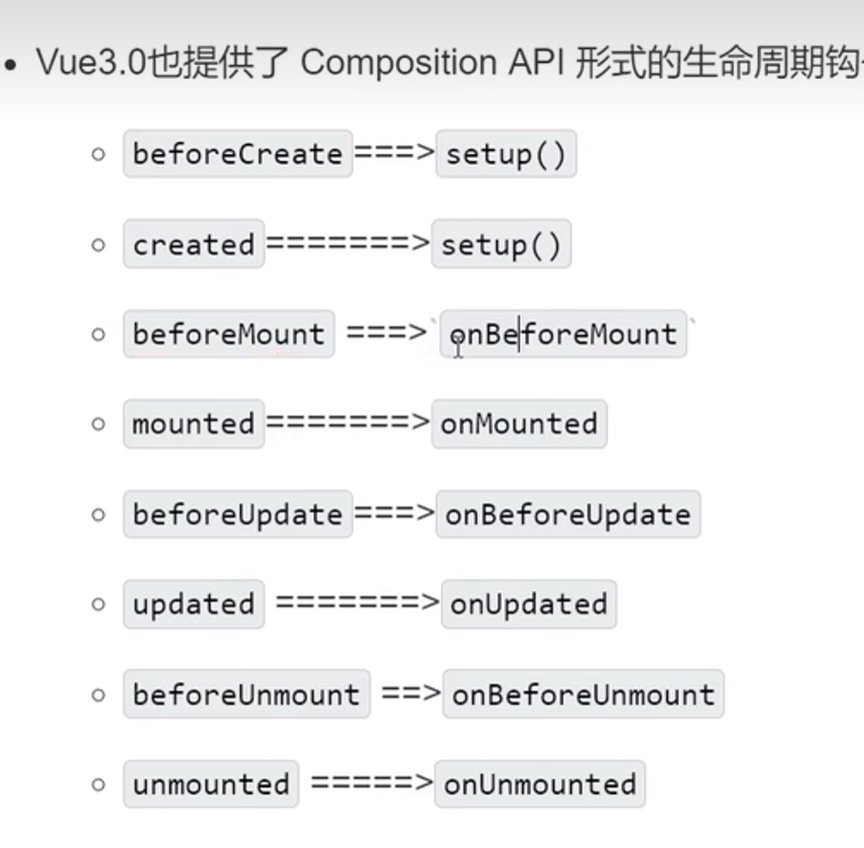 • Vue3.0也提供了 Composition API 形式的生命周期钩
beforeCreate===>setup()
created=======>setup()
beforeMount ===>`onBeforeMount`
mounted=======>onMounted
beforeUpdate===>onBeforeUpdate
updated =======>onUpdated
beforeUnmount ==>onBeforeUnmount
unmounted =====>onUnmounted